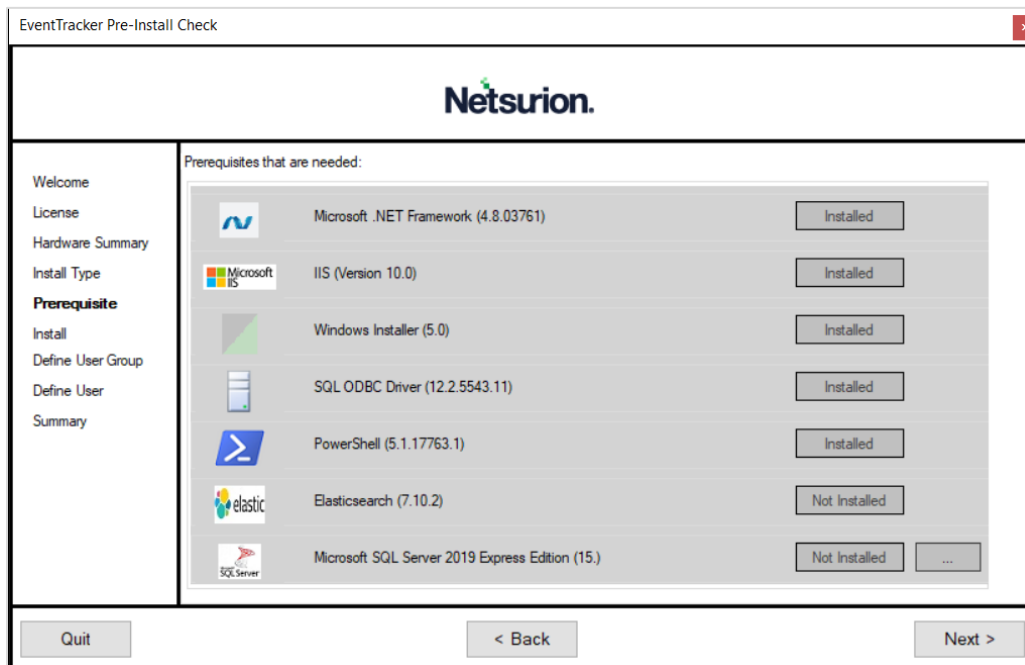 EventTracker Pre-Install Check
Netsurion.
Welcome
License
Hardware Summary
Install Type
Prerequisite
Install
Define User Group
Define User
Summary
Prerequisites that are needed:
Microsoft .NET Framework (4.8.03761)
Installed
Microsoft
IIS
IIS (Version 10.0)
Installed
Windows Installer (5.0)
Installed
SQL ODBC Driver (12.2.5543.11)
Installed
PowerShell (5.1.17763.1)
Installed
elastic
Elasticsearch (7.10.2)
Not Installed
SQL Server
Microsoft SQL Server 2019 Express Edition (15.)
Not Installed
...
Quit
< Back
Next >